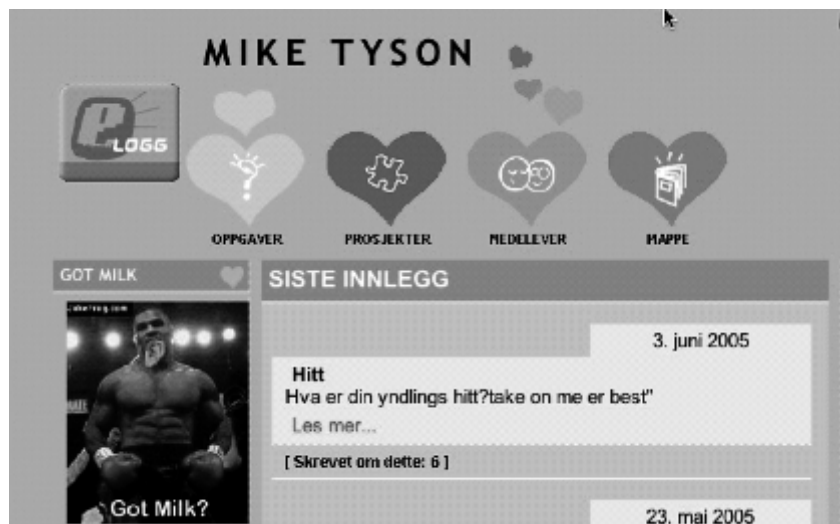 MIKE TYSON
LOGG
OPPGAVER
PROSJEKTER
MEDELEVER
MAPPE
GOT MILK
SISTE INNLEGG
3. juni 2005
Hitt
Hva er din yndlings hitt?take on me er best"
Les mer...
[ Skrevet om dette: 6 ]
Got Milk?
23. mai 2005